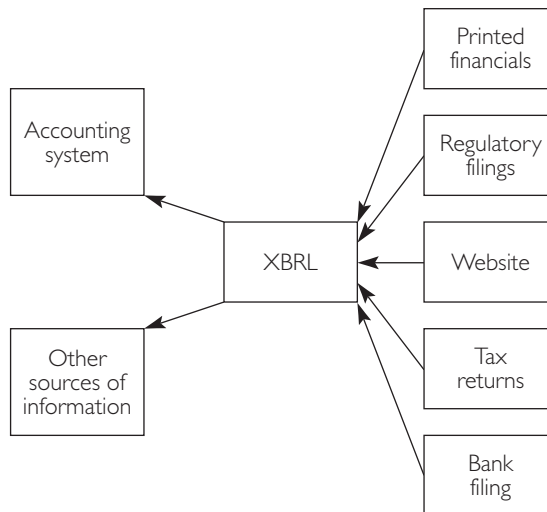 Accounting
system
Other
sources of
information
XBRL
Printed
financials
Regulatory
filings
Website
Tax
returns
Bank
filing